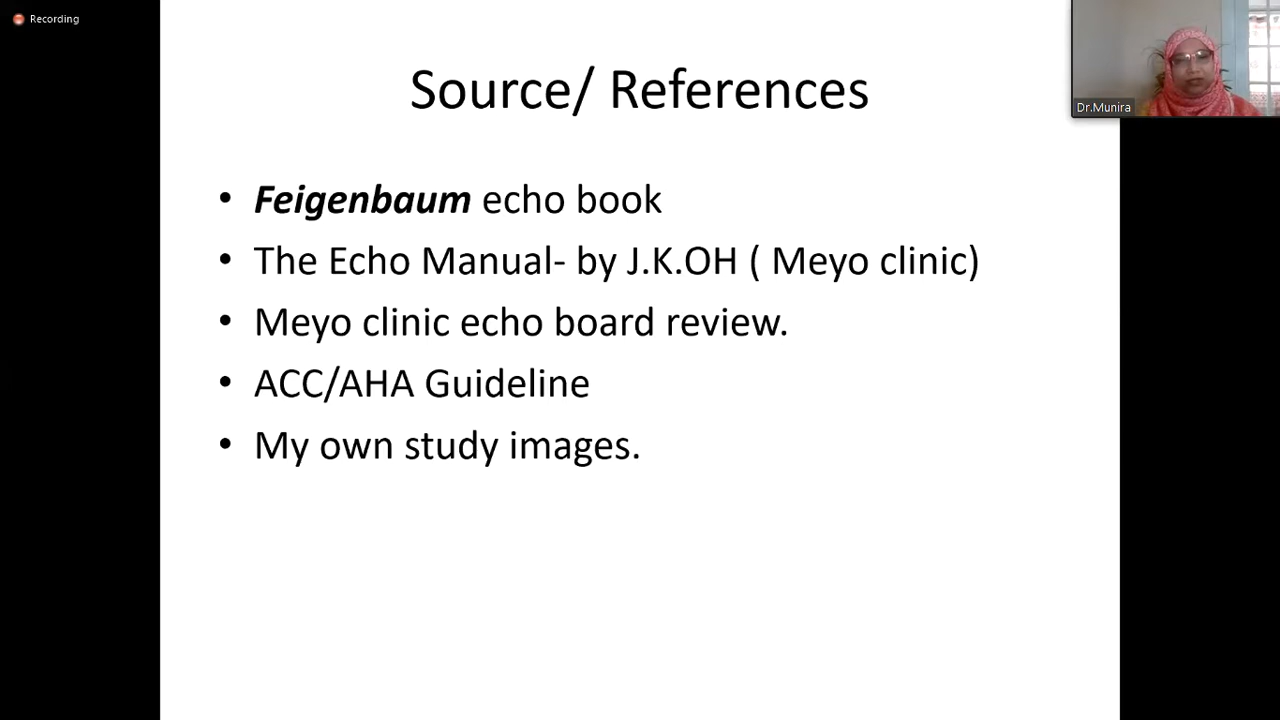 Recording
Source/ References
Dr.Munira
• Feigenbaum echo book
• The Echo Manual- by J.K.OH ( Meyo clinic)
• Meyo clinic echo board review.
• ACC/AHA Guideline
• My own study images.